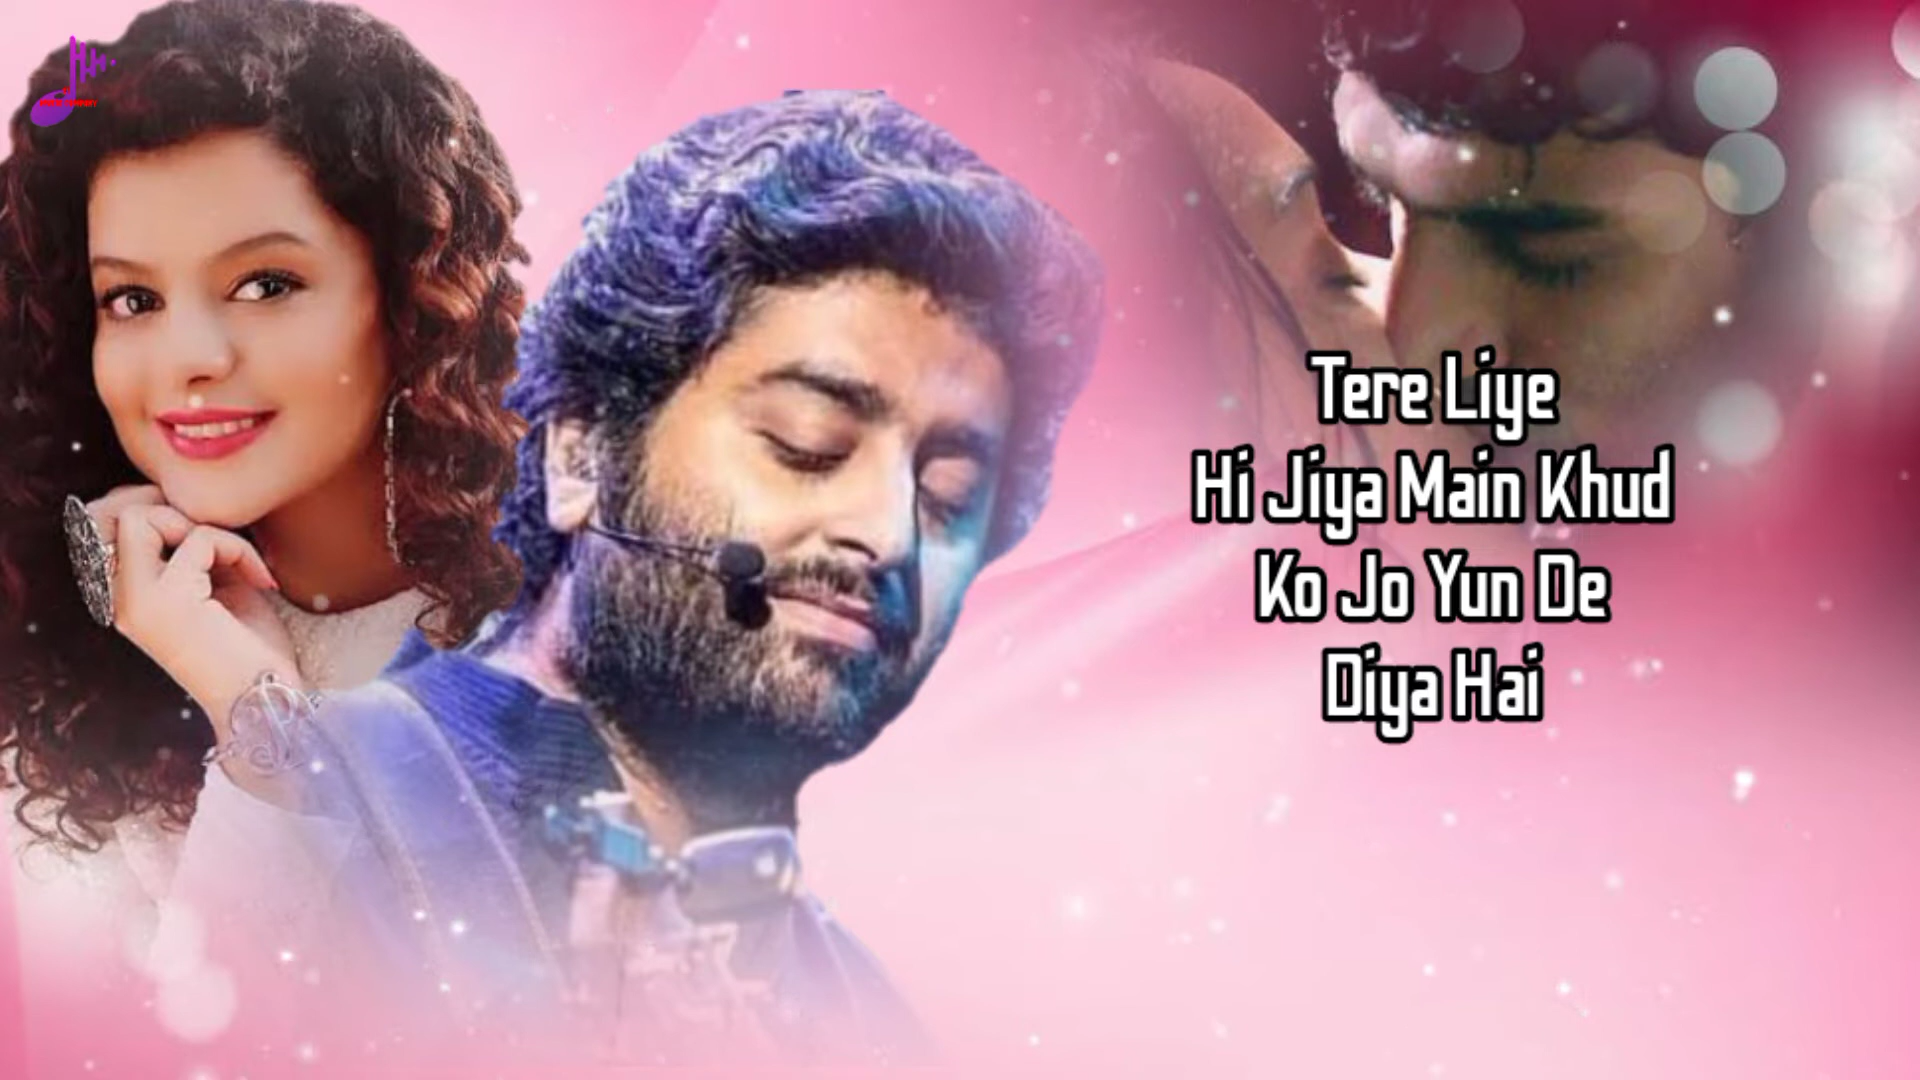 Tere Liye
Hi Jiya Main Khud
Ko Jo Yun De
Diya Hai